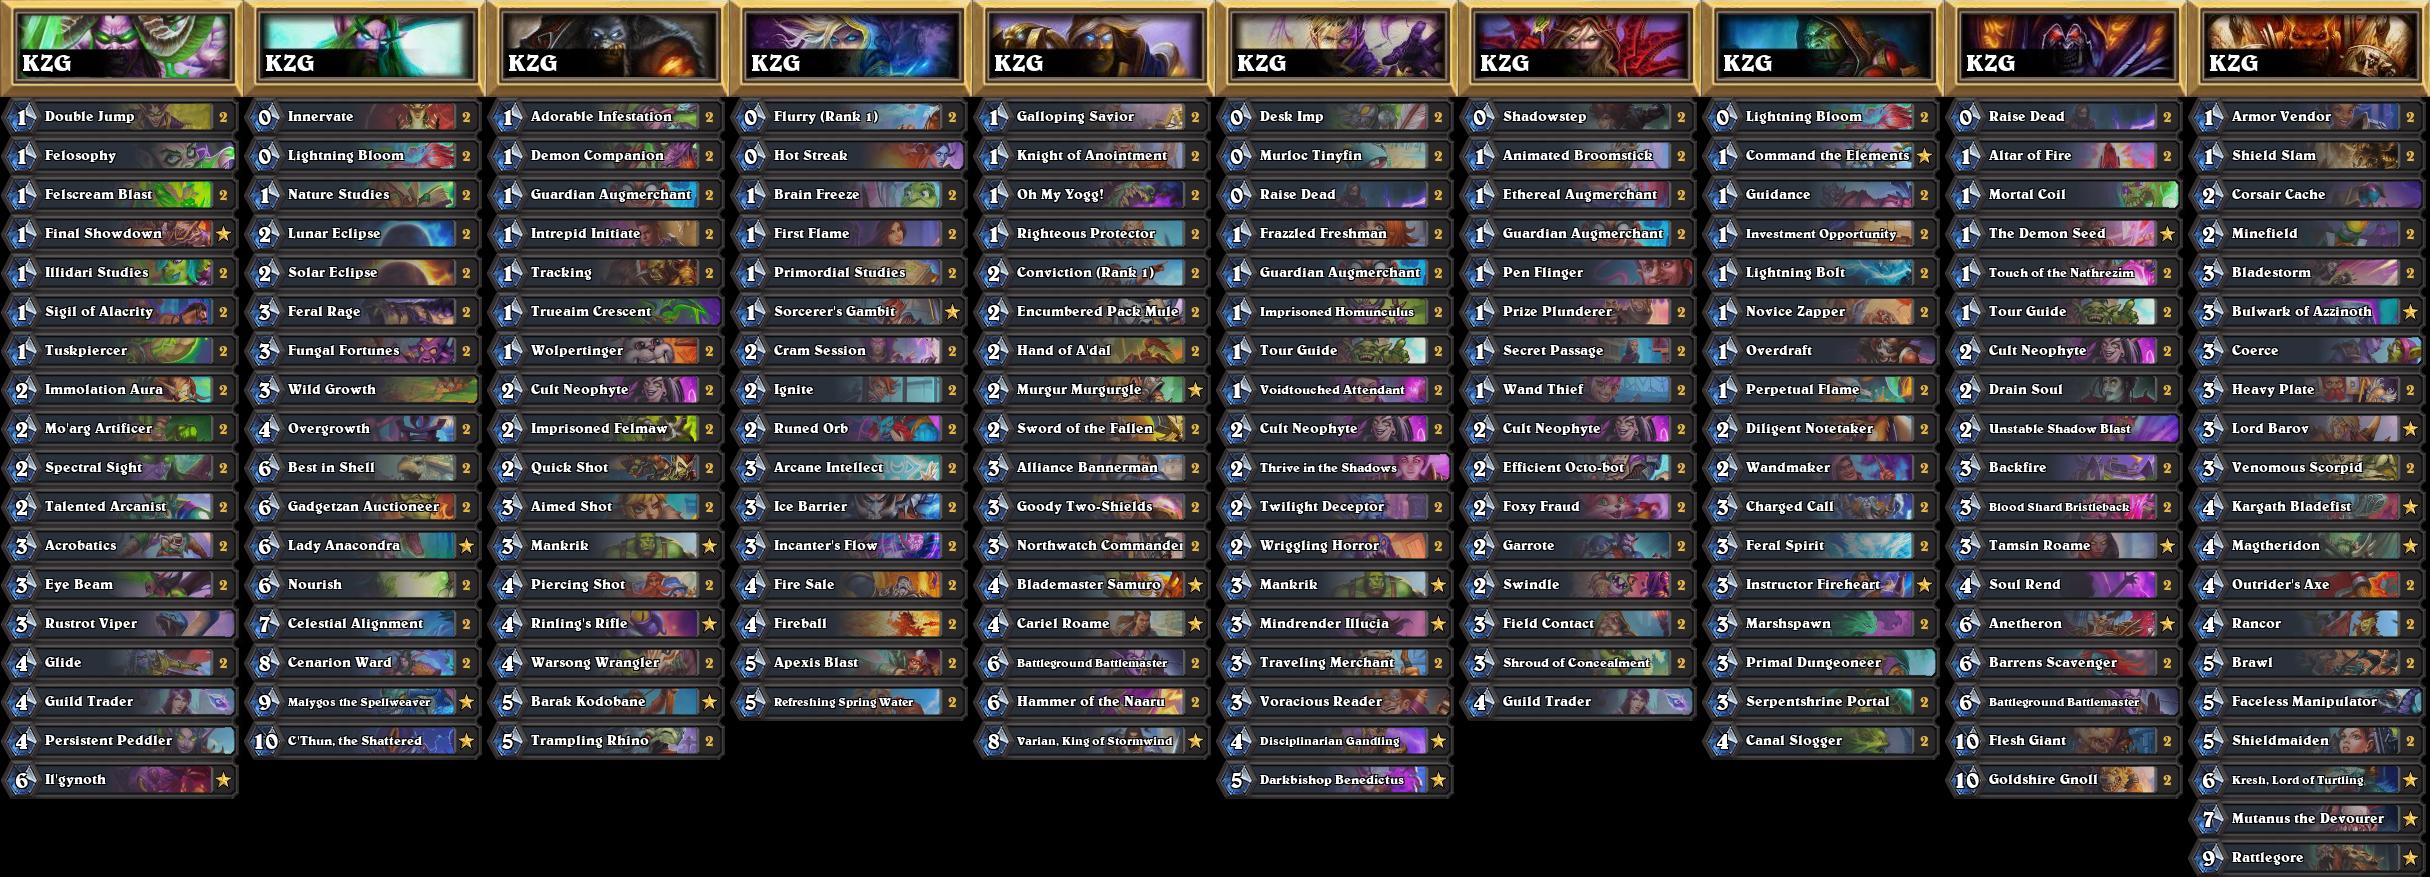 KZG
1 Double Jump 2
1 Felosophy
1 Felscream Blast 2
1 Final Showdown
1 Illidari Studies 2
1 Sigil of Alacrity 2
1 Tuskpiercer 2
2 Immolation Aura 2
2 Mo'arg Artificer 2
2 Spectral Sight 2
2 Talented Arcanist 2
3 Acrobatics 2
3 Eye Beam 2
3 Rustrot Viper
4 Glide 2
4 Guild Trader
4 Persistent Peddler
6 Il'gynoth
KZG
0 Innervate 2
0 Lightning Bloom 2
1 Nature Studies 2
2 Lunar Eclipse 2
2 Solar Eclipse 2
3 Feral Rage 2
3 Fungal Fortunes 2
3 Wild Growth
4 Overgrowth 2
6 Best in Shell 2
6 Gadgetzan Auctioneer 2
6 Lady Anacondra
6 Nourish 2
7 Celestial Alignment 2
8 Cenarion Ward 2
9 Malygos the Spellweaver
10 C'Thun, the Shattered
KZG
1 Adorable Infestation 2
1 Demon Companion 2
1 Guardian Augmerchant 2
1 Intrepid Initiate 2
1 Tracking 2
1 Trueaim Crescent
1 Wolpertinger 2
2 Cult Neophyte 2
2 Imprisoned Felmaw 2
2 Quick Shot 2
3 Aimed Shot 2
3 Mankrik
4 Piercing Shot 2
4 Rinling's Rifle
4 Warsong Wrangler 2
5 Barak Kodobane
5 Trampling Rhino 2
KZG
0 Flurry (Rank 1) 2
0 Hot Streak
1 Brain Freeze 2
1 First Flame 2
1 Primordial Studies 2
1 Sorcerer's Gambit
2 Cram Session 2
2 Ignite 2
2 Runed Orb 2
3 Arcane Intellect 2
3 Ice Barrier 2
3 Incanter's Flow 2
4 Fire Sale 2
4 Fireball 2
5 Apexis Blast 2
5 Refreshing Spring Water 2
KZG
1 Galloping Savior 2
1 Knight of Anointment 2
1 Oh My Yogg! 2
1 Righteous Protector 2
2 Conviction (Rank 1) 2
2 Encumbered Pack Mule 2
2 Hand of A'dal 2
2 Murgur Murgurgle
2 Sword of the Fallen 2
3 Alliance Bannerman 2
3 Goody Two-Shields 2
3 Northwatch Commander 2
4 Blademaster Samuro
4 Cariel Roame
6 Battleground Battlemaster 2
6 Hammer of the Naaru 2
8 Varian, King of Stormwind
KZG
0 Desk Imp 2
0 Murloc Tinyfin 2
0 Raise Dead 2
1 Frazzled Freshman 2
1 Guardian Augmerchant 2
1 Imprisoned Homunculus 2
1 Tour Guide 2
1 Voidtouched Attendant 2
2 Cult Neophyte 2
2 Thrive in the Shadows
2 Twilight Deceptor 2
2 Wriggling Horror 2
3 Mankrik
3 Mindrender Illucia
3 Traveling Merchant 2
3 Voracious Reader 2
4 Disciplinarian Gandling
5 Darkbishop Benedictus
KZG
0 Shadowstep 2
1 Animated Broomstick 2
1 Ethereal Augmerchant 2
1 Guardian Augmerchant 2
1 Pen Flinger
1 Prize Plunderer 2
1 Secret Passage 2
1 Wand Thief 2
2 Cult Neophyte 2
2 Efficient Octo-bot 2
2 Foxy Fraud 2
2 Garrote 2
2 Swindle 2
3 Field Contact 2
3 Shroud of Concealment 2
4 Guild Trader
KZG
0 Lightning Bloom 2
1 Command the Elements
1 Guidance 2
1 Investment Opportunity 2
1 Lightning Bolt 2
1 Novice Zapper 2
1 Overdraft
1 Perpetual Flame 2
2 Diligent Notetaker 2
2 Wandmaker 2
3 Charged Call 2
3 Feral Spirit 2
3 Instructor Fireheart
3 Marshspawn 2
3 Primal Dungeoneer
3 Serpentshrine Portal 2
4 Canal Slogger 2
KZG
0 Raise Dead 2
1 Altar of Fire 2
1 Mortal Coil
1 The Demon Seed
1 Touch of the Nathrezim 2
1 Tour Guide 2
2 Cult Neophyte 2
2 Drain Soul 2
2 Unstable Shadow Blast
3 Backfire 2
3 Blood Shard Bristleback 2
3 Tamsin Roame
4 Soul Rend 2
6 Anetheron
6 Barrens Scavenger 2
6 Battleground Battlemaster
10 Flesh Giant 2
10 Goldshire Gnoll 2
KZG
1 Armor Vendor 2
1 Shield Slam 2
2 Corsair Cache
2 Minefield 2
3 Bladestorm 2
3 Bulwark of Azzinoth
3 Coerce
3 Heavy Plate 2
3 Lord Barov
3 Venomous Scorpid 2
4 Kargath Bladefist
4 Magtheridon
4 Outrider's Axe 2
4 Rancor 2
5 Brawl 2
5 Faceless Manipulator
5 Shieldmaiden 2
6 Kresh, Lord of Turtling
7 Mutanus the Devourer
9 Rattlegore